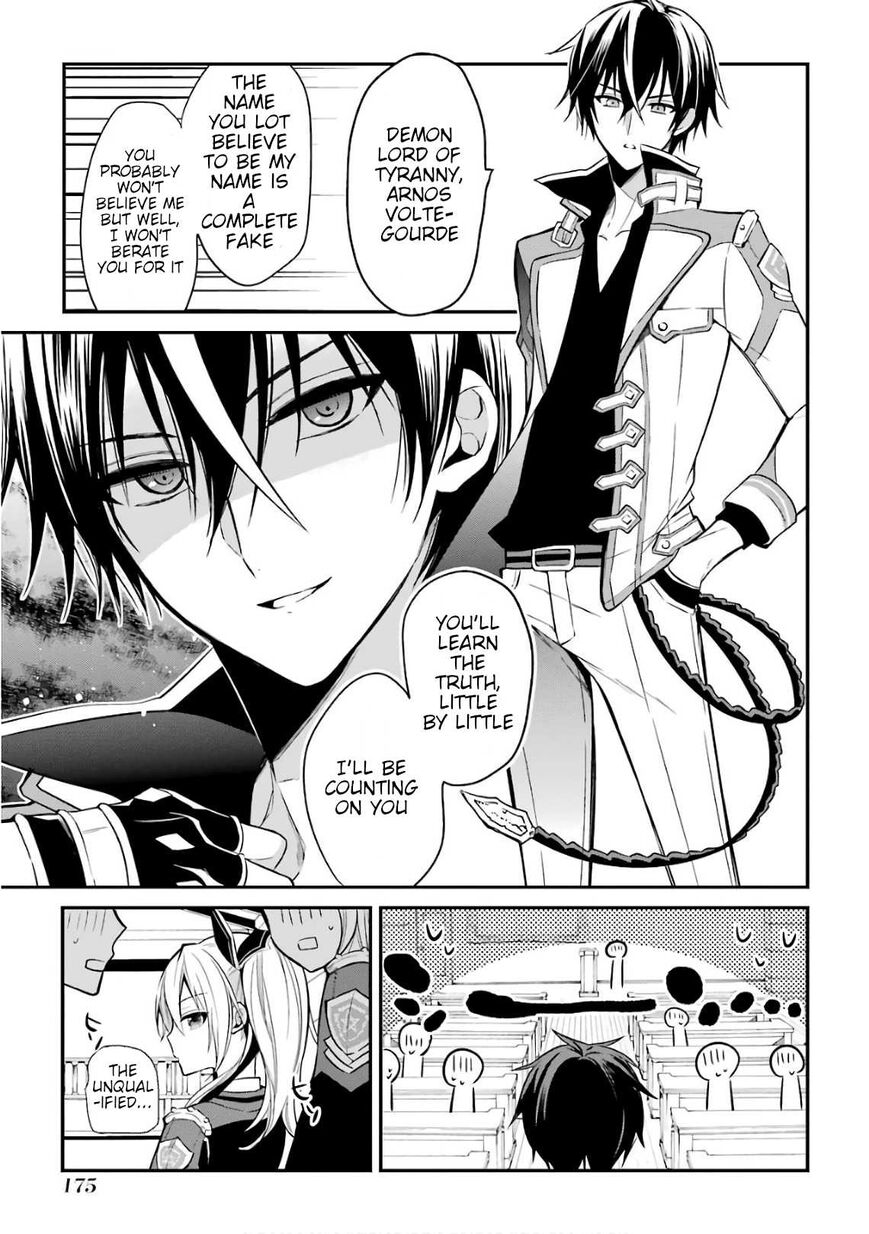 DEMON
LORD OF
TYRANNY,
ARNOS
VOLTE-
GOURDE
THE
NAME
YOU LOT
BELIEVE
TO BE MY
NAME IS
A
COMPLETE
FAKE
YOU
PROBABLY
WON'T
BELIEVE ME
BUT WELL,
I WON'T
BERATE
YOU FOR IT
YOU'LL
LEARN
THE
TRUTH,
LITTLE
BY LITTLE
I'LL BE
COUNTING
ON YOU
THE
UNQUAL
-IFIED...
175